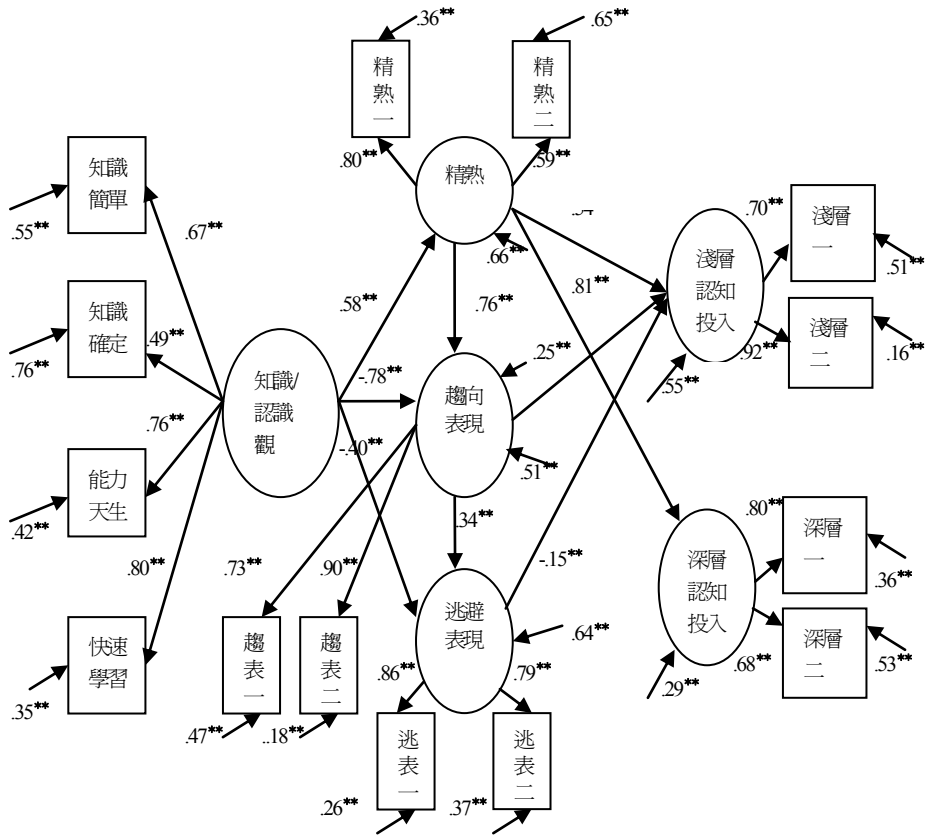 .36**
.65**
精
熟
一
精
熟
二
.80**
.59**
精熟
知識
簡單
.55**
.67**
.66**
.70**
淺層
一
.51**
淺層
認知
投入
.81**
.58**
.76**
知識
確定
.49**
.76**
淺層
二
.92**
.16**
.55**
.25**
-.78**
知識/
認識
觀
趨向
表現
.76**
-.40**
.51**
能力
天生
.42**
.34**
.80**
深層
一
.36**
深層
認知
投入
-.15**
.80**
.73**
.90**
逃避
表現
.64**
快速
學習
.35**
趨
表
一
趨
表
二
.86**
.79**
.68**
深層
二
.53**
.29**
.47**
..18**
逃
表
一
逃
表
二
.26**
.37**